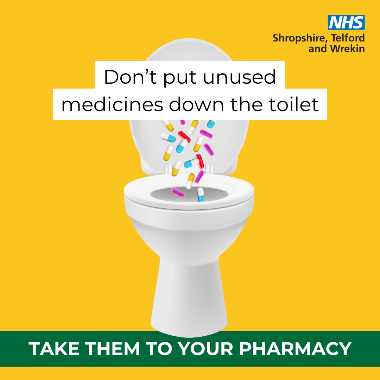 NHS
Shropshire, Telford
and Wrekin
Don't put unused
medicines down the toilet
TAKE THEM TO YOUR PHARMACY